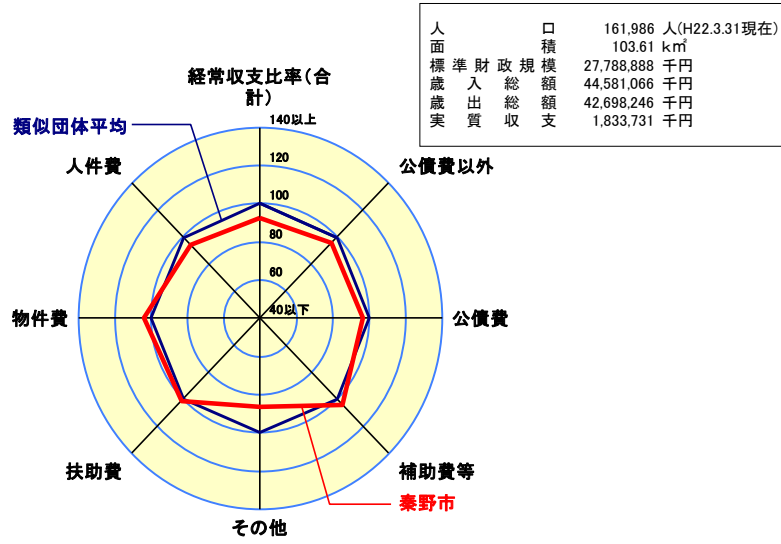 人口 161,986 人(H22.3.31現在)
面積 103.61 k㎡
標準財政規模 27,788,888 千円
歳入総額 44,581,066 千円
歳出総額 42,698,246 千円
実質収支 1,833,731 千円
経常収支比率(合
計)
類似団体平均
140以上
人件費
120
公債費以外
100
80
60
40以下
物件費
公債費
扶助費
補助費等
秦野市
その他